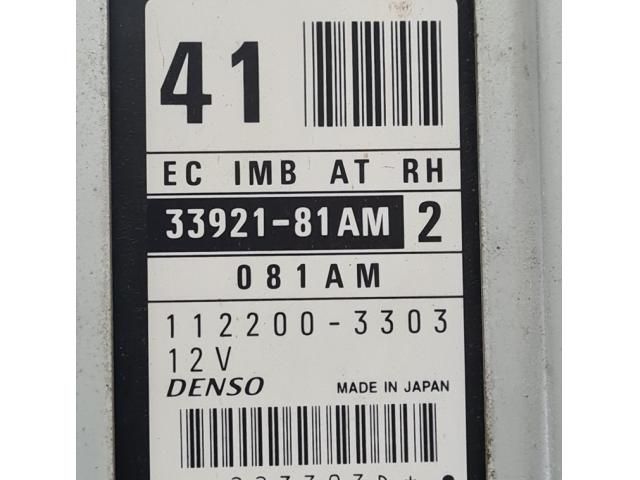 41
EC IMB AT RH
33921-81AM 2
081AM
112200-3303
12V
DENSO MADE IN JAPAN